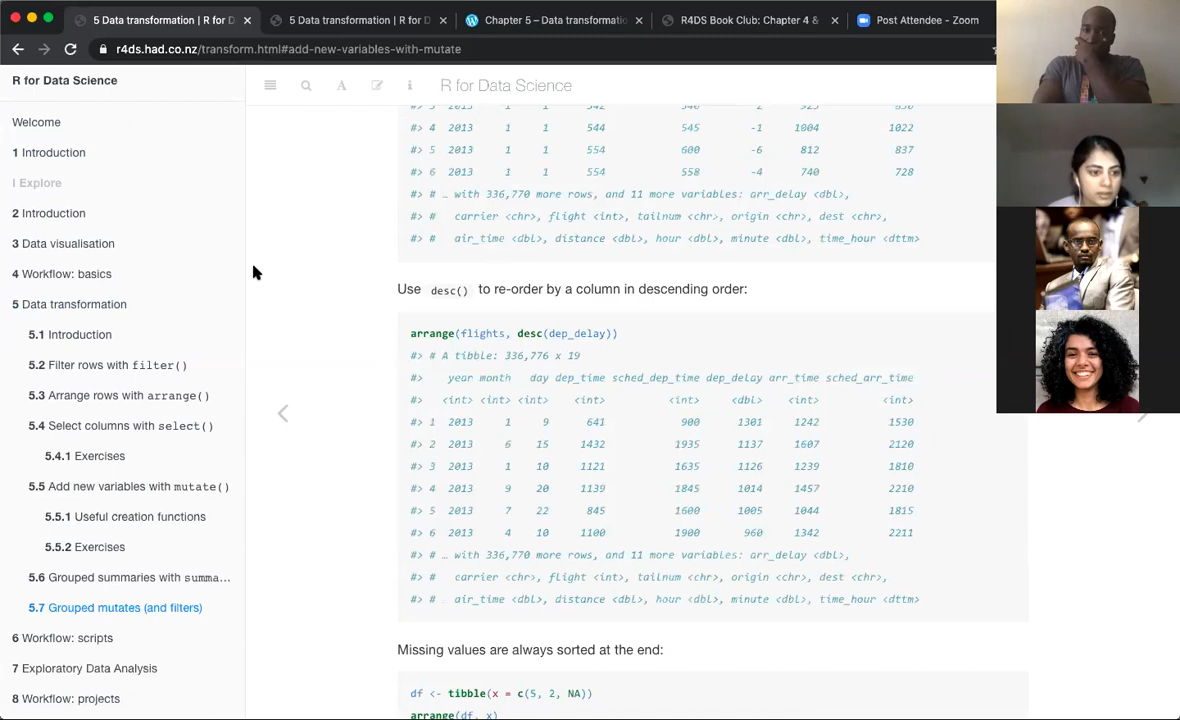 5 Data transformation | R for D
5 Data transformation | R for D
Chapter 5 – Data transformatio
R4DS Book Club: Chapter 4 &
Post Attendee - Zoom
r4ds.had.co.nz/transform.html#add-new-variables-with-mutate
R for Data Science
Welcome
1 Introduction
I Explore
2 Introduction
3 Data visualisation
4 Workflow: basics
5 Data transformation
5.1 Introduction
5.2 Filter rows with filter()
5.3 Arrange rows with arrange()
5.4 Select columns with select()
5.4.1 Exercises
5.5 Add new variables with mutate()
5.5.1 Useful creation functions
5.5.2 Exercises
5.6 Grouped summaries with summa...
5.7 Grouped mutates (and filters)
6 Workflow: scripts
7 Exploratory Data Analysis
8 Workflow: projects
R for Data Science
#> 4 2013 1 1 544 545 -1 1004 1022
#> 5 2013 1 1 554 600 -6 812 837
#> 6 2013 1 1 554 558 -4 740 728
#> # … with 336,770 more rows, and 11 more variables: arr_delay <dbl>,
#> # carrier <chr>, flight <int>, tailnum <chr>, origin <chr>, dest <chr>,
#> # air_time <dbl>, distance <dbl>, hour <dbl>, minute <dbl>, time_hour <dttm>
Use desc() to re-order by a column in descending order:
arrange(flights, desc(dep_delay))
#> # A tibble: 336,776 x 19
#> year month day dep_time sched_dep_time dep_delay arr_time sched_arr_time
#> <int> <int> <int> <int> <int> <dbl> <int> <int>
#> 1 2013 1 9 641 900 1301 1242 1530
#> 2 2013 6 15 1432 1935 1137 1607 2120
#> 3 2013 1 10 1121 1635 1126 1239 1810
#> 4 2013 9 20 1139 1845 1014 1457 2210
#> 5 2013 7 22 845 1600 1005 1044 1815
#> 6 2013 4 10 1100 1900 960 1342 2211
#> # … with 336,770 more rows, and 11 more variables: arr_delay <dbl>,
#> # carrier <chr>, flight <int>, tailnum <chr>, origin <chr>, dest <chr>,
#> # air_time <dbl>, distance <dbl>, hour <dbl>, minute <dbl>, time_hour <dttm>
Missing values are always sorted at the end:
df <- tibble(x = c(5, 2, NA))
arrange(df, x)